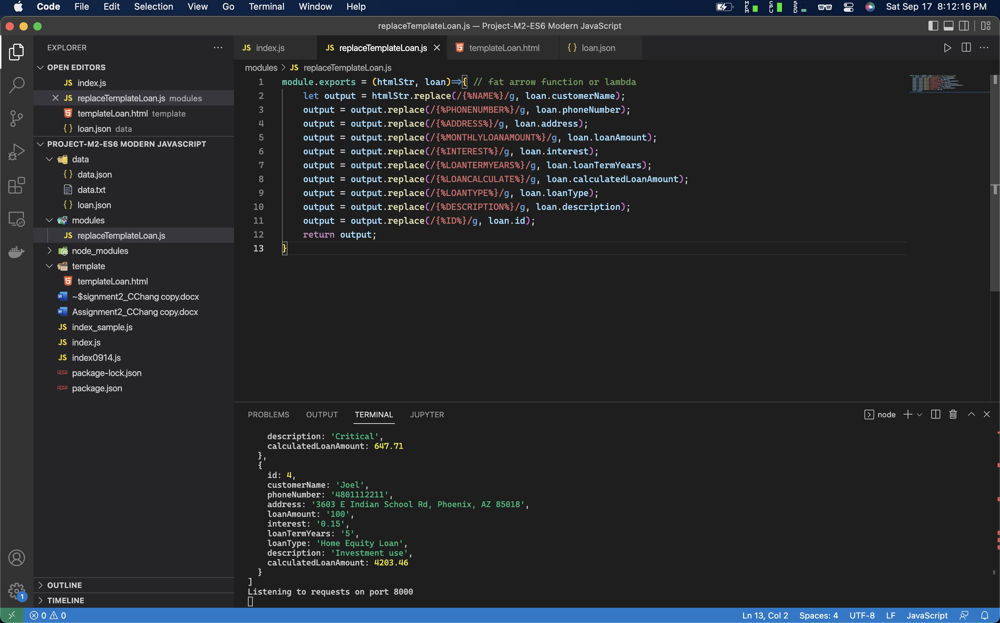 Code File Edit Selection View Go Terminal Window Help MEM CPU SSD Sat Sep 17 8:12:16 PM
replaceTemplateLoan.js — Project-M2-ES6 Modern JavaScript
EXPLORER
OPEN EDITORS
JS index.js
JS replaceTemplateLoan.js modules
templateLoan.html template
{} loan.json data
PROJECT-M2-ES6 MODERN JAVASCRIPT
data
{} data.json
data.txt
{} loan.json
modules
JS replaceTemplateLoan.js
node_modules
template
templateLoan.html
~$signment2_CChang copy.docx
Assignment2_CChang copy.docx
JS index_sample.js
JS index.js
JS index0914.js
package-lock.json
package.json
OUTLINE
TIMELINE
JS index.js JS replaceTemplateLoan.js templateLoan.html {} loan.json
modules > JS replaceTemplateLoan.js
1 module.exports = (htmlStr, loan)=>{ // fat arrow function or lambda
2 let output = htmlStr.replace(/{%NAME%}/g, loan.customerName);
3 output = output.replace(/{%PHONENUMBER%}/g, loan.phoneNumber);
4 output = output.replace(/{%ADDRESS%}/g, loan.address);
5 output = output.replace(/{%MONTHLYLOANAMOUNT%}/g, loan.loanAmount);
6 output = output.replace(/{%INTEREST%}/g, loan.interest);
7 output = output.replace(/{%LOANTERMYEARS%}/g, loan.loanTermYears);
8 output = output.replace(/{%LOANCALCULATE%}/g, loan.calculatedLoanAmount);
9 output = output.replace(/{%LOANTYPE%}/g, loan.loanType);
10 output = output.replace(/{%DESCRIPTION%}/g, loan.description);
11 output = output.replace(/{%ID%}/g, loan.id);
12 return output;
13 }
PROBLEMS OUTPUT TERMINAL JUPYTER node
description: 'Critical',
calculatedLoanAmount: 647.71
},
{
id: 4,
customerName: 'Joel',
phoneNumber: '4801112211',
address: '3603 E Indian School Rd, Phoenix, AZ 85018',
loanAmount: '100',
interest: '0.15',
loanTermYears: '5',
loanType: 'Home Equity Loan',
description: 'Investment use',
calculatedLoanAmount: 4203.46
}
]
Listening to requests on port 8000
1
0 0 Ln 13, Col 2 Spaces: 4 UTF-8 LF JavaScript